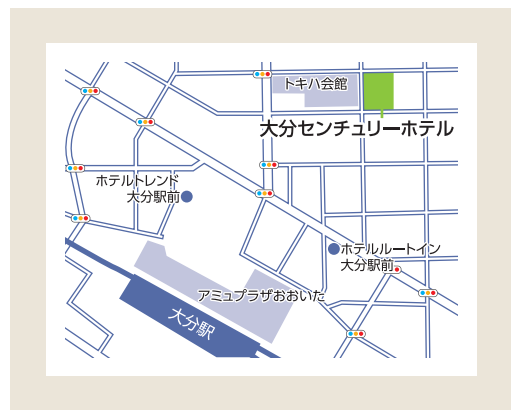 トキハ会館
大分センチュリーホテル
ホテルトレンド
大分駅前
ホテルルートイン
大分駅前
アミュプラザおおいた
大分駅